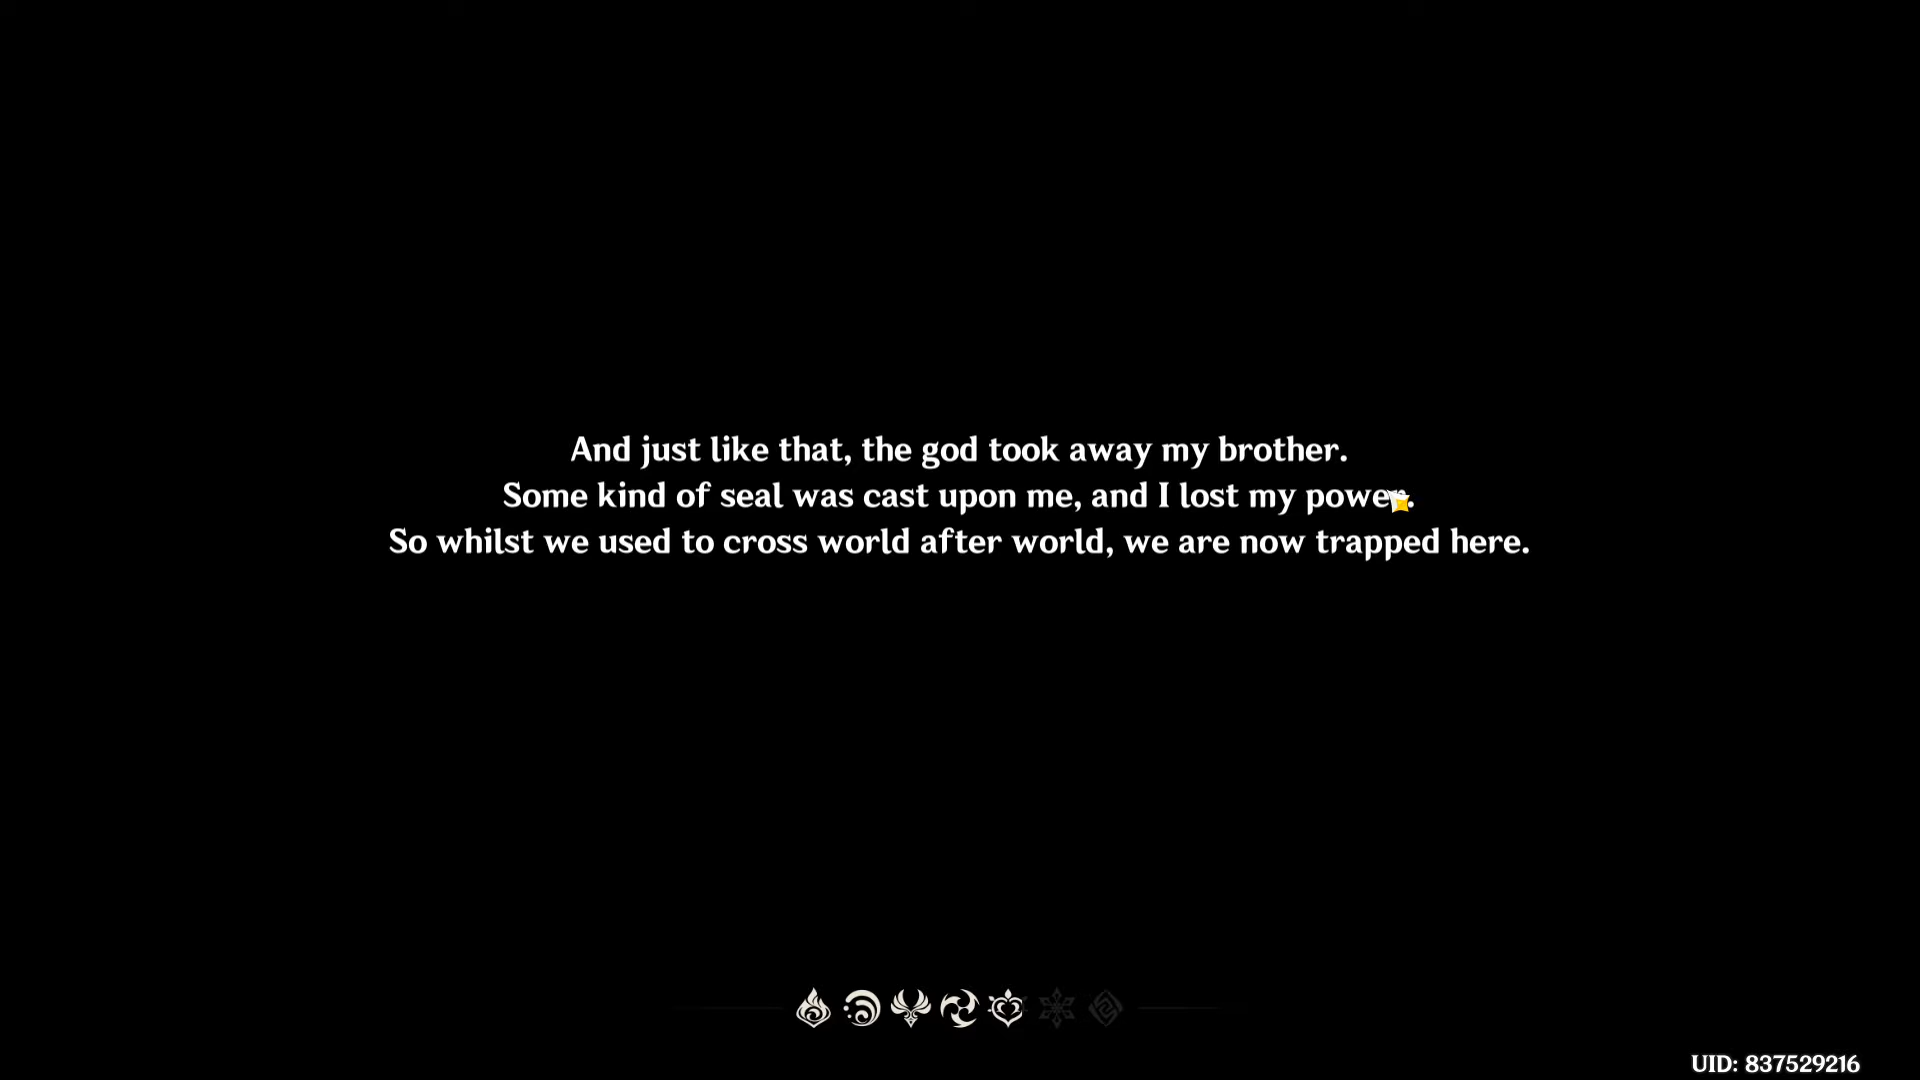 And just like that, the god took away my brother.
Some kind of seal was cast upon me, and I lost my power.
So whilst we used to cross world after world, we are now trapped here.
UID: 837529216